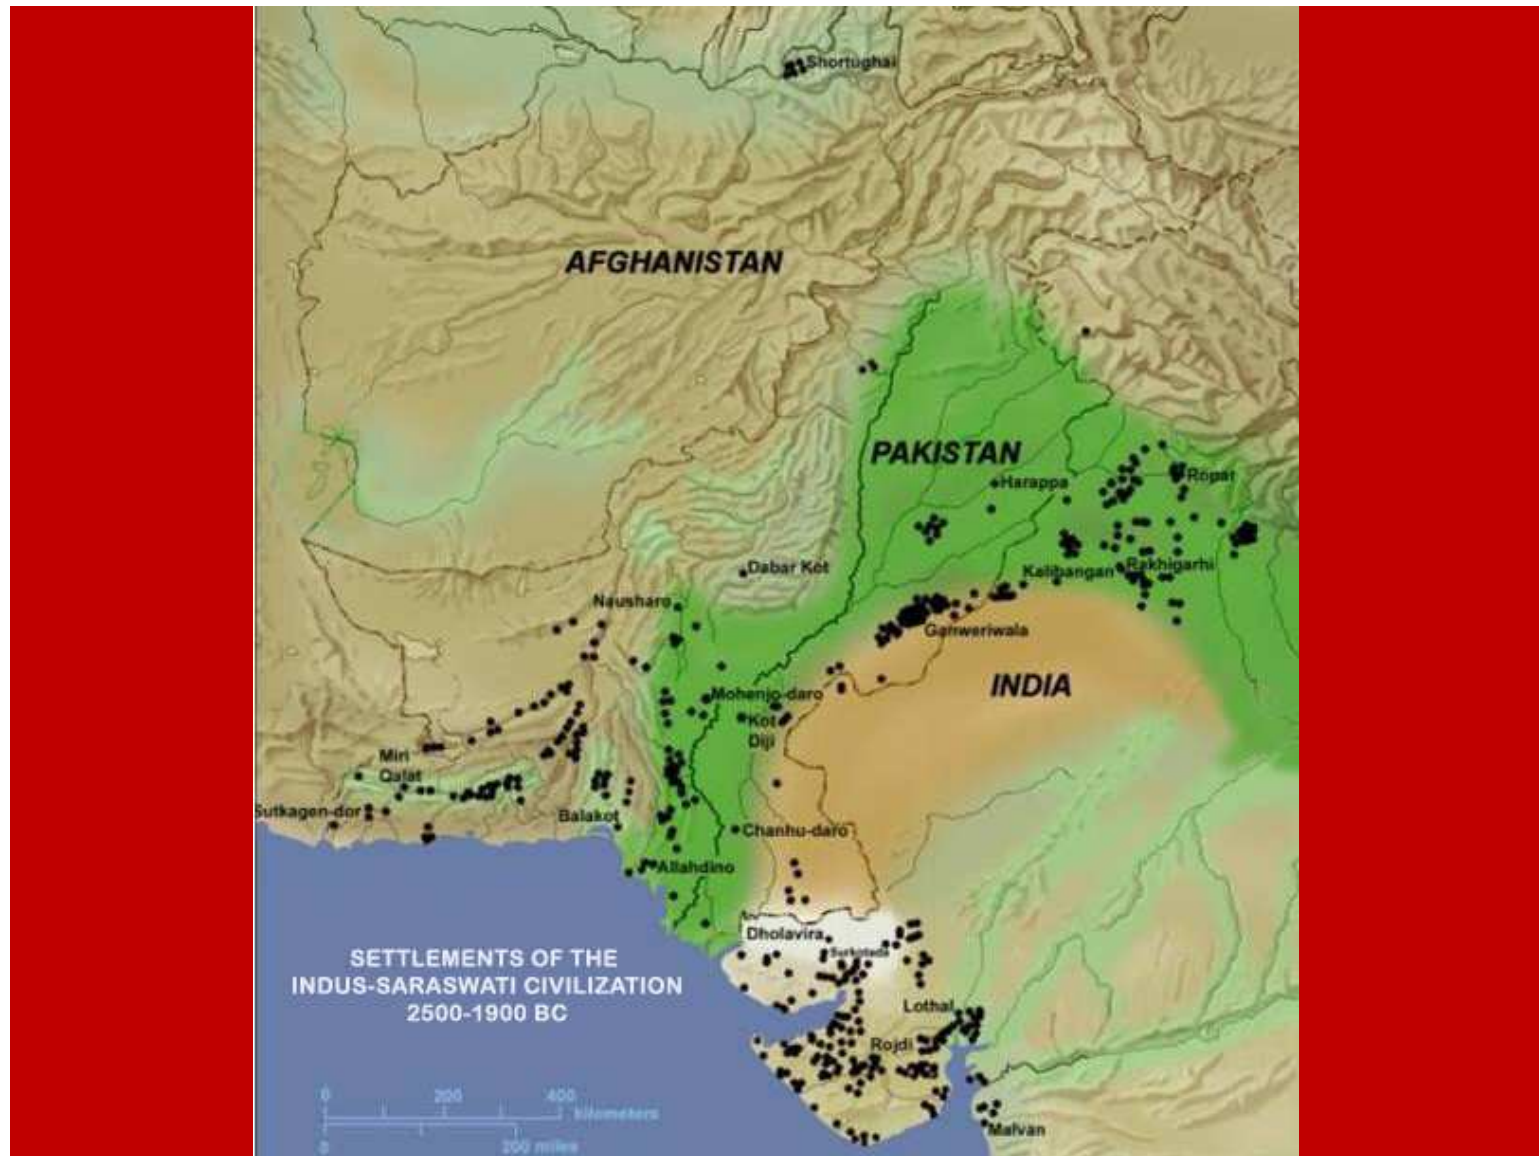 Shortughai
AFGHANISTAN
PAKISTAN
Harappa
Ropar
Dabar Kot
Kalibangan
Rakhigarhi
Nausharo
Ganweriwala
INDIA
Mohenjo-daro
Kot
Diji
Miri
Qalat
Sutkagen-dor
Balakot
Chanhu-daro
Allahdino
Dholavira
Surkotada
SETTLEMENTS OF THE
INDUS-SARASWATI CIVILIZATION
2500-1900 BC
Lothal
Rojdi
0 200 400
kilometers
0 200 miles
Malvan